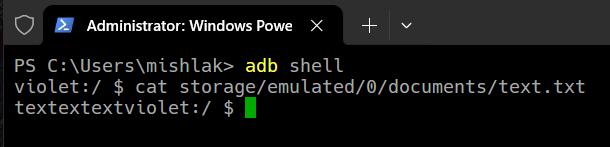 Administrator: Windows Powe
PS C:\Users\mishlak> adb shell
violet:/ $ cat storage/emulated/0/documents/text.txt
textextextviolet:/ $